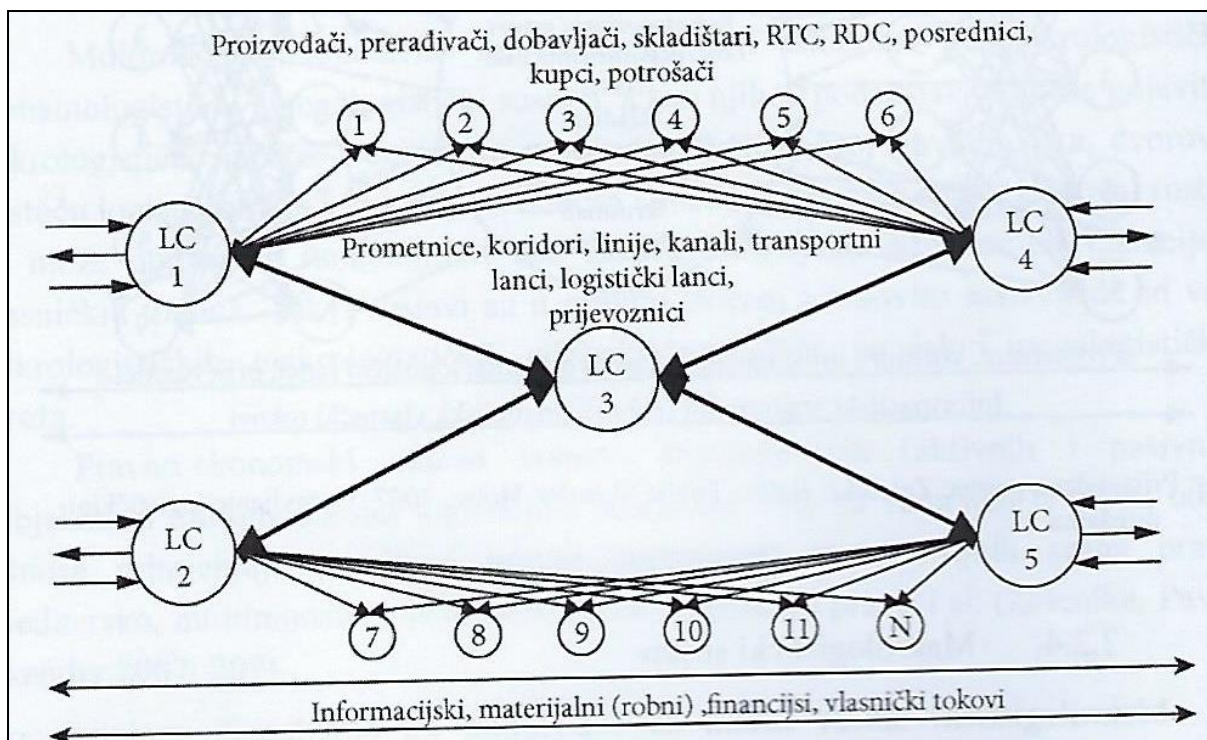 Proizvođači, prerađivači, dobavljači, skladištari, RTC, RDC, posrednici,
kupci, potrošači
1 2 3 4 5 6
LC
1
LC
4
Prometnice, koridori, linije, kanali, transportni
lanci, logistički lanci,
prijevoznici
LC
3
LC
2
LC
5
7 8 9 10 11 N
Informacijski, materijalni (robni) ,financijsi, vlasnički tokovi